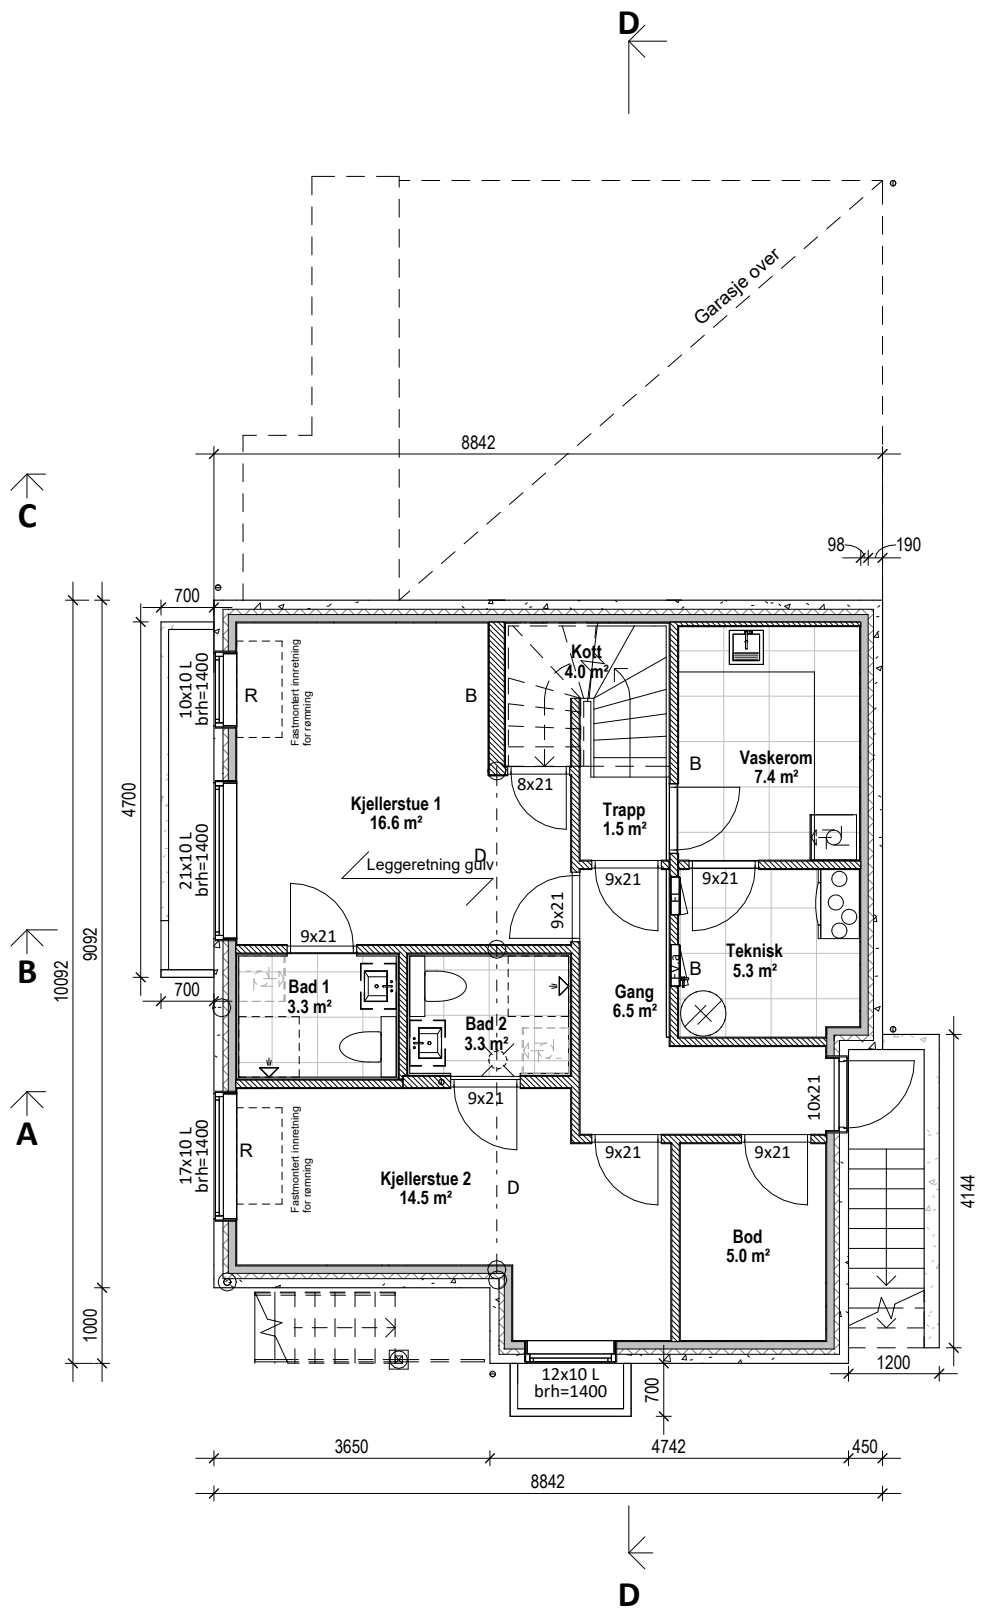 D
Garasje over
8842
C
98
190
700
10x10 L
brh=1400
R
Fastmontert innretning
for rømning
B
Kott
4.0 m²
Vaskerom
7.4 m²
B
8x21
4700
Kjellerstue 1
16.6 m²
Trapp
1.5 m²
21x10 L
brh=1400
D
Leggeretning gulv
9x21
9x21
9x21
9x21
10092
9092
B
Teknisk
5.3 m²
B
700
Bad 1
3.3 m²
Bad 2
3.3 m²
Gang
6.5 m²
A
17x10 L
brh=1400
R
Fastmontert innretning
for rømning
9x21
10x21
9x21
9x21
Kjellerstue 2
14.5 m²
D
4144
Bod
5.0 m²
1000
12x10 L
brh=1400
700
1200
3650
4742
450
8842
D